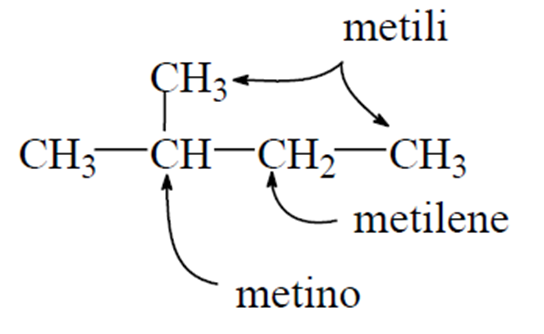 metili
CH3
CH3—CH—CH2—CH3
metilene
metino